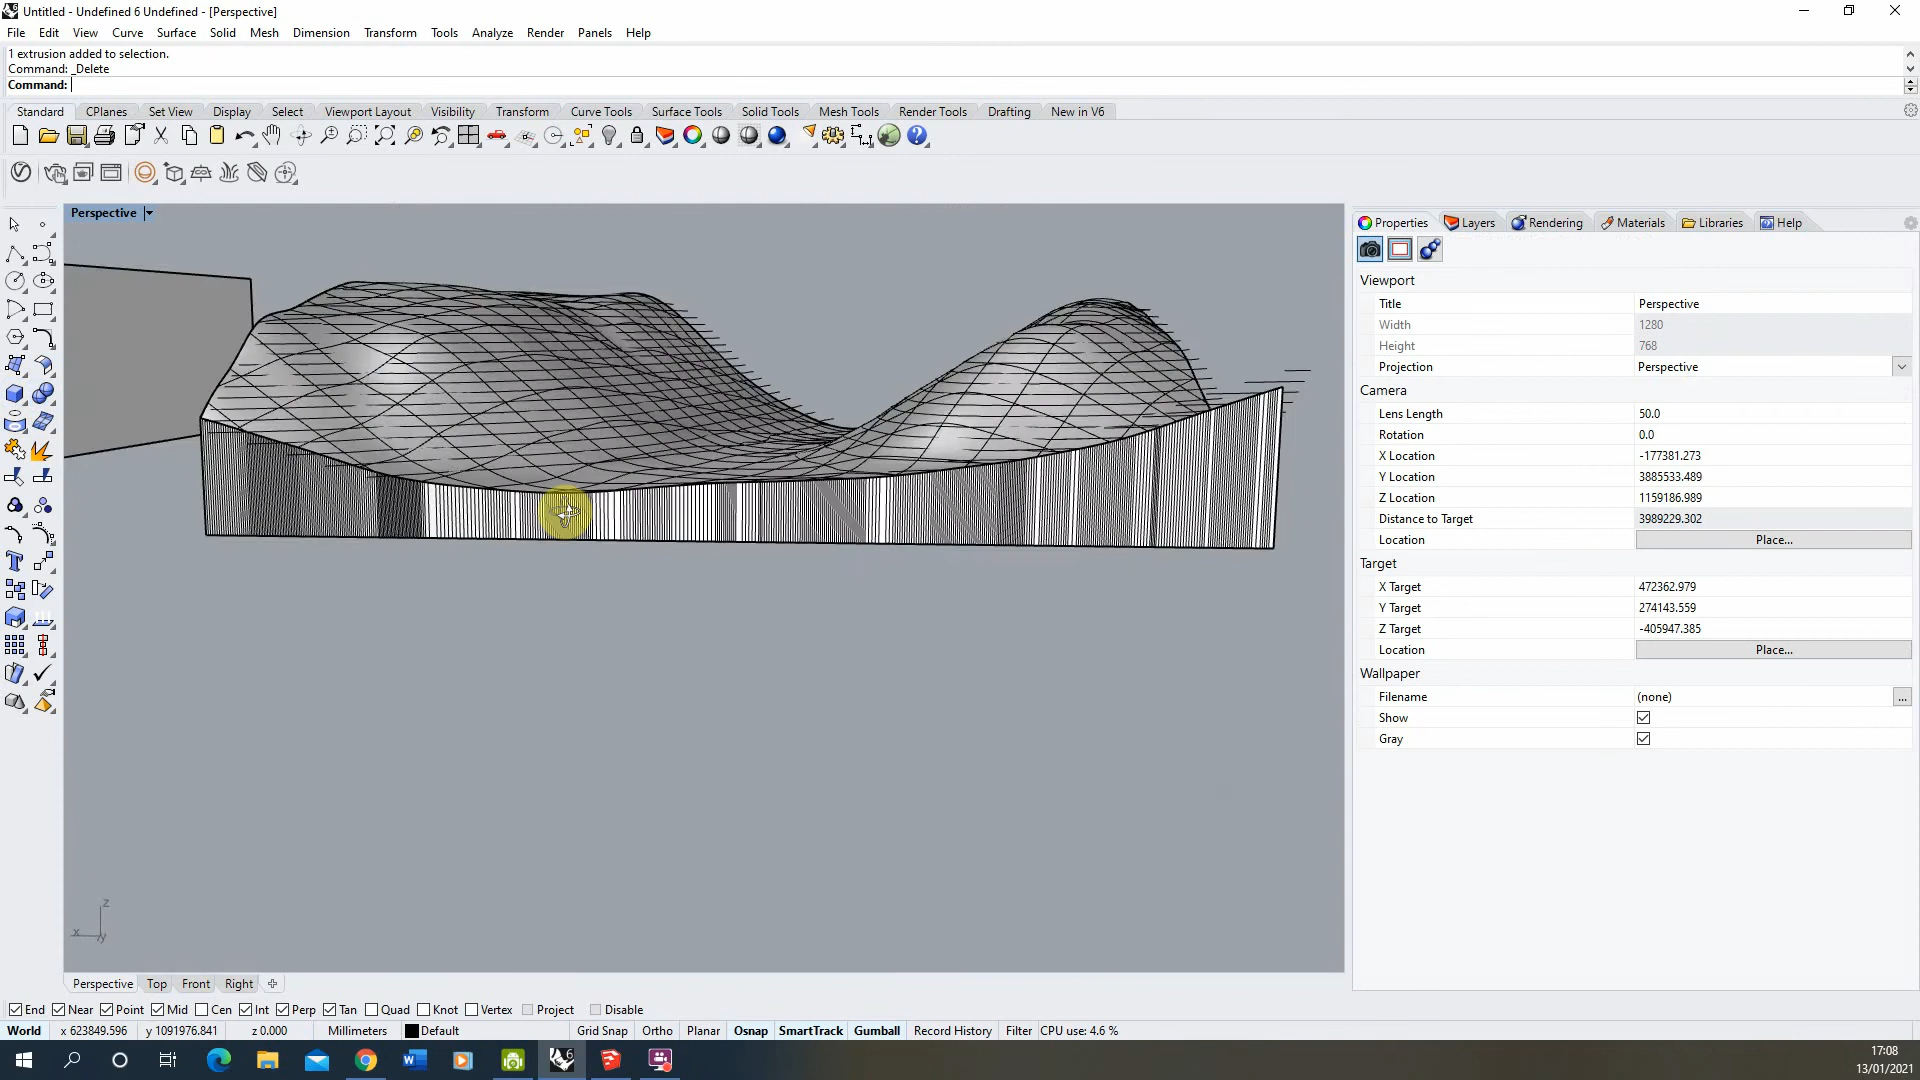 Untitled - Undefined 6 Undefined - [Perspective]
File Edit View Curve Surface Solid Mesh Dimension Transform Tools Analyze Render Panels Help
1 extrusion added to selection.
Command: _Delete
Command:
Standard CPlanes Set View Display Select Viewport Layout Visibility Transform Curve Tools Surface Tools Solid Tools Mesh Tools Render Tools Drafting New in V6
Perspective
Properties Layers Rendering Materials Libraries Help
Viewport
Title Perspective
Width 1280
Height 768
Projection Perspective
Camera
Lens Length 50.0
Rotation 0.0
X Location -177381.273
Y Location 3885533.489
Z Location 1159186.989
Distance to Target 3989229.302
Location Place...
Target
X Target 472362.979
Y Target 274143.559
Z Target -405947.385
Location Place...
Wallpaper
Filename (none) ...
Show
Gray
z
x y
Perspective Top Front Right
End Near Point Mid Cen Int Perp Tan Quad Knot Vertex Project Disable
World x 623849.596 y 1091976.841 z 0.000 Millimeters Default Grid Snap Ortho Planar Osnap SmartTrack Gumball Record History Filter CPU use: 4.6 %
17:08
13/01/2021